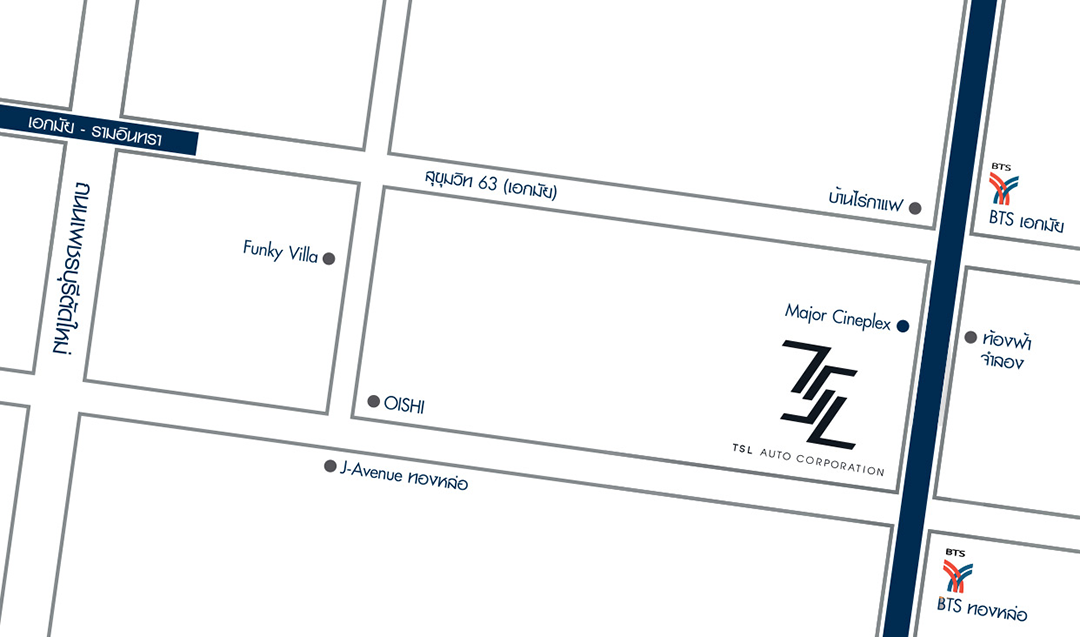 เอกมัย - รามอินทรา
สุขุมวิท 63 (เอกมัย)
บ้านไร่กาแฟ
BTS
BTS เอกมัย
ถนนเพชรบุรีตัดใหม่
Funky Villa
Major Cineplex
ท้องฟ้า
จำลอง
OISHI
TSL AUTO CORPORATION
J-Avenue ทองหล่อ
BTS
BTS ทองหล่อ